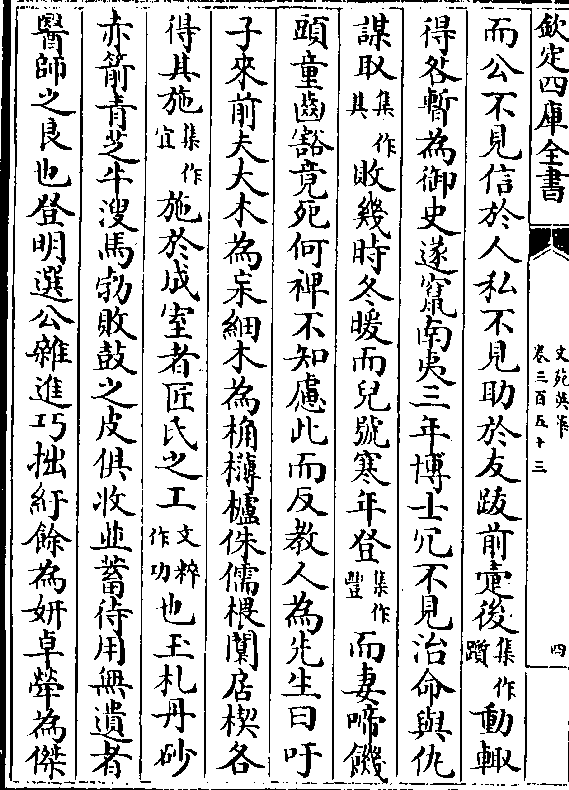 欽定四庫全書
文苑英華
卷三百五十三
四
而公不見信於人私不見助於友跋前疐後集作躓動輙
得咎暫為御史遂竄南夷三年博士冗不見治命與仇
謀取集作其敗幾時冬暖而兒號寒年登集作豐而妻啼饑
頭童齒豁竟死何裨不知慮此而反教人為先生曰吁
子來前夫大木為杗細木為桷欂櫨侏儒椳闑扂楔各
得其施集作宜施於成室者匠氏之工文粹作功也玉札丹砂
赤箭青芝牛溲馬勃敗鼓之皮俱收並蓄待用無遺者
醫師之良也登明選公雜進巧拙紆餘為妍卓犖為傑